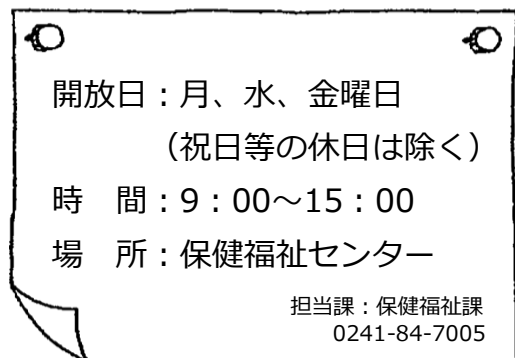 開放日：月、水、金曜日
（祝日等の休日は除く）
時　間：9：00～15：00
場　所：保健福祉センター
担当課：保健福祉課
0241-84-7005